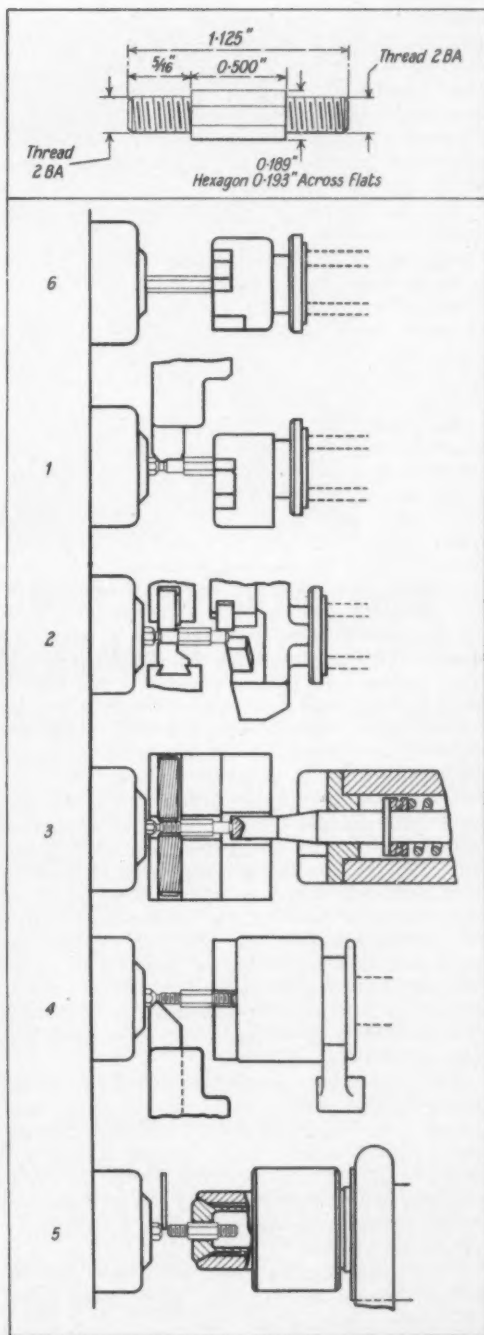 1·125"
5/16"
0·500"
Thread 2 BA
Thread
2 BA
0·189"
Hexagon 0·193" Across Flats
6
1
2
3
4
5